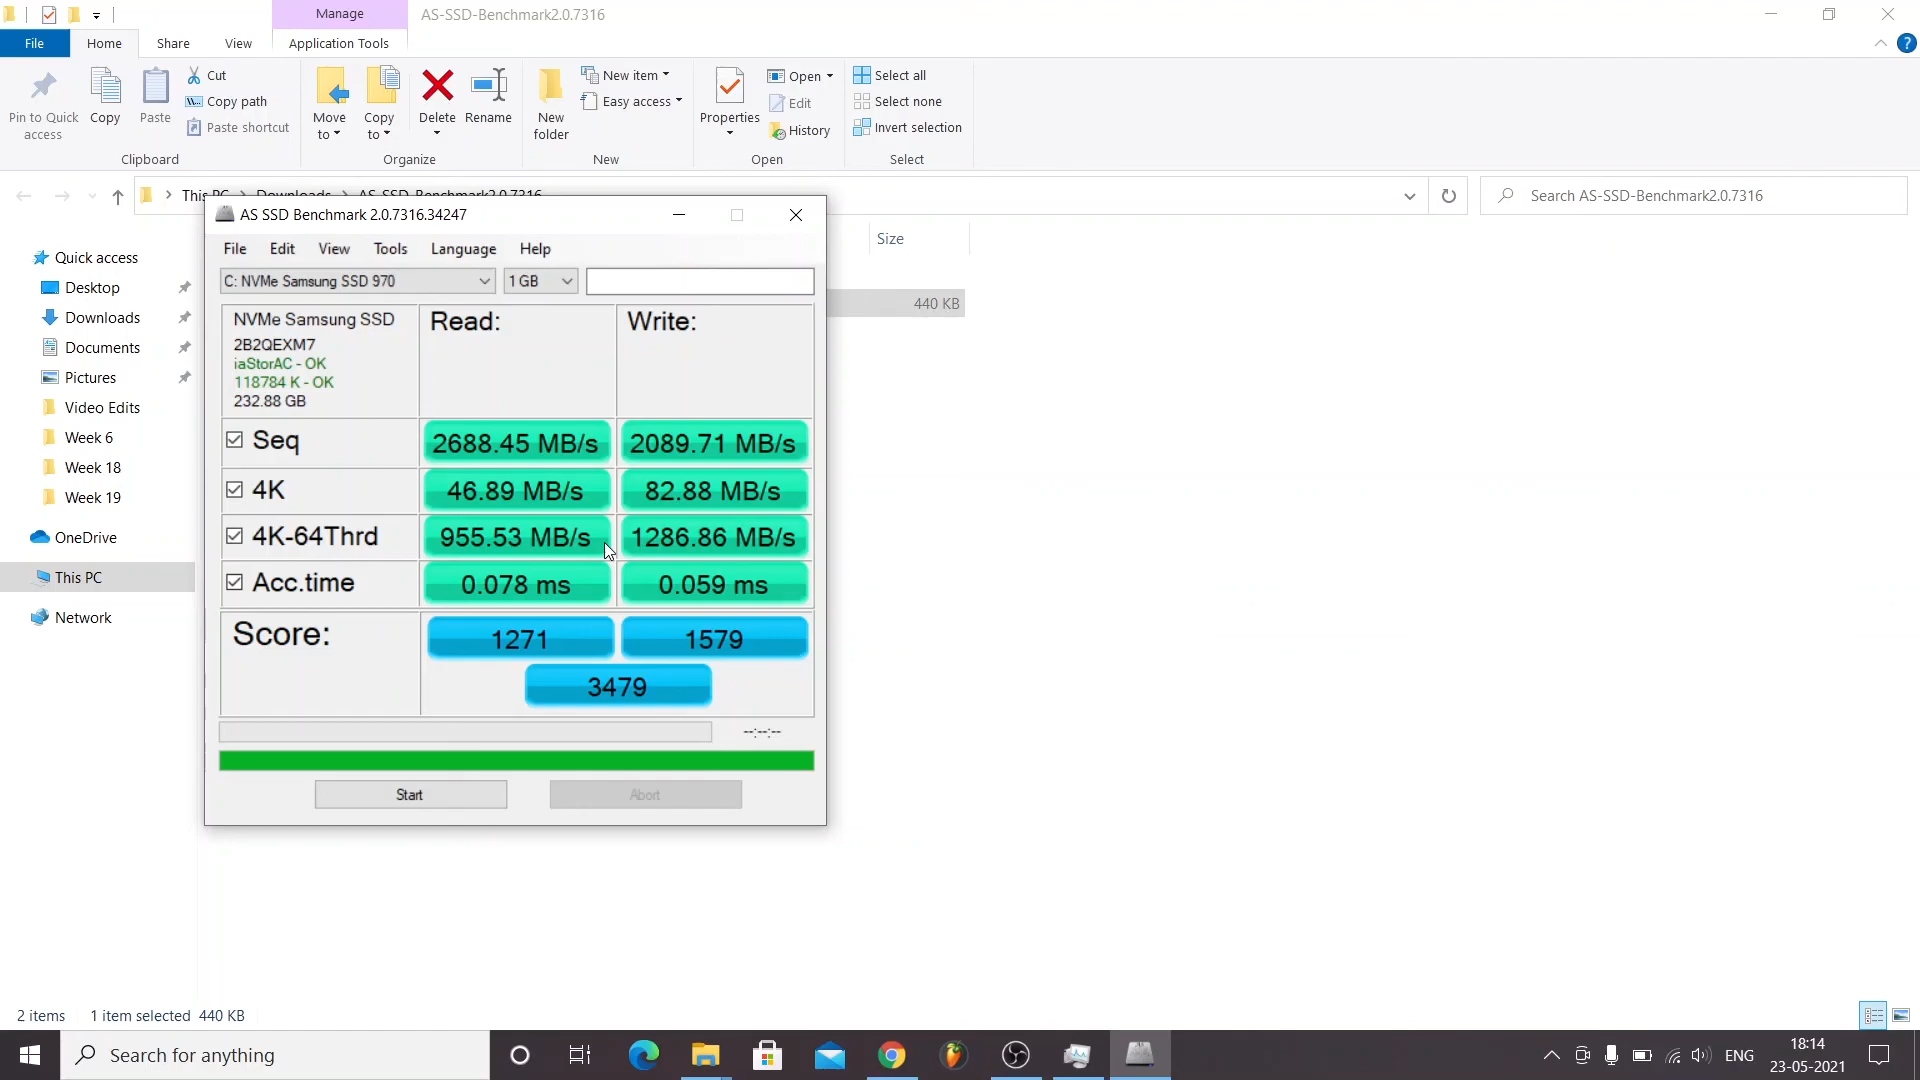 Manage
AS-SSD-Benchmark2.0.7316
File
Home
Share
View
Application Tools
Pin to Quick
access
Copy
Paste
Cut
Copy path
Paste shortcut
Clipboard
Move
to
Copy
to
Delete
Rename
Organize
New
folder
New item
Easy access
New
Properties
Open
Edit
History
Open
Select all
Select none
Invert selection
Select
This PC
Downloads
AS-SSD-Benchmark2.0.7316
Search AS-SSD-Benchmark2.0.7316
Size
440 KB
Quick access
Desktop
Downloads
Documents
Pictures
Video Edits
Week 6
Week 18
Week 19
OneDrive
This PC
Network
AS SSD Benchmark 2.0.7316.34247
File Edit View Tools Language Help
C: NVMe Samsung SSD 970
1 GB
NVMe Samsung SSD
2B2QEXM7
iaStorAC - OK
118784 K - OK
232.88 GB
Read:
Write:
Seq 2688.45 MB/s 2089.71 MB/s
4K 46.89 MB/s 82.88 MB/s
4K-64Thrd 955.53 MB/s 1286.86 MB/s
Acc.time 0.078 ms 0.059 ms
Score: 1271 1579
3479
--:--:--
Start
Abort
2 items 1 item selected 440 KB
Search for anything
ENG
18:14
23-05-2021